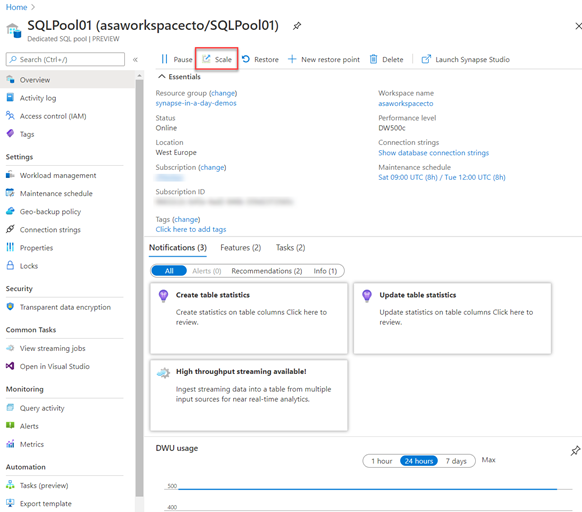 Home
SQLPool01 (asaworkspacecto/SQLPool01)
Dedicated SQL pool | PREVIEW
Search (Ctrl+/)
Overview
Activity log
Access control (IAM)
Tags
Settings
Workload management
Maintenance schedule
Geo-backup policy
Connection strings
Properties
Locks
Security
Transparent data encryption
Common Tasks
View streaming jobs
Open in Visual Studio
Monitoring
Query activity
Alerts
Metrics
Automation
Tasks (preview)
Export template
Pause Scale Restore New restore point Delete Launch Synapse Studio
Essentials
Resource group (change)
synapse-in-a-day-demos
Status
Online
Location
West Europe
Subscription (change)
Subscription ID
Workspace name
asaworkspacecto
Performance level
DW500c
Connection strings
Show database connection strings
Maintenance schedule
Sat 09:00 UTC (8h) / Tue 12:00 UTC (8h)
Tags (change)
Click here to add tags
Notifications (3) Features (2) Tasks (2)
All Alerts (0) Recommendations (2) Info (1)
Create table statistics
Create statistics on table columns Click here to
review.
Update table statistics
Update statistics on table columns Click here to
review.
High throughput streaming available!
Ingest streaming data into a table from multiple
input sources for near real-time analytics.
DWU usage
1 hour 24 hours 7 days Max
500
400